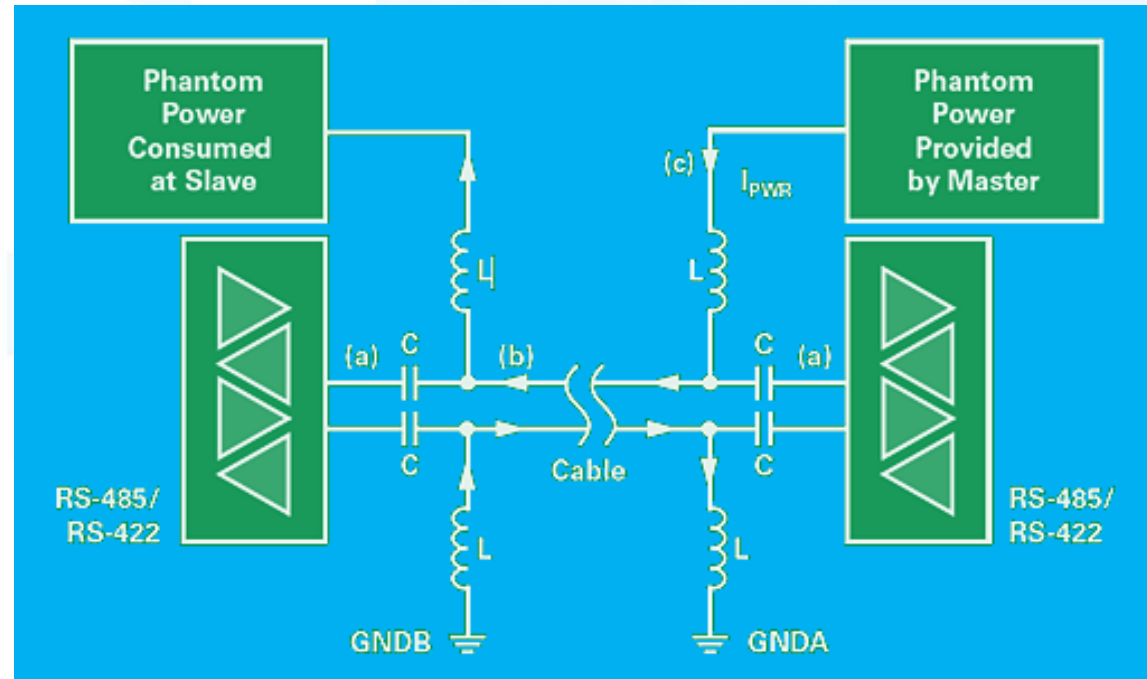 Phantom
Power
Consumed
at Slave
Phantom
Power
Provided
by Master
(c)
IPWR
L
L
(a)
C
(b)
C
(a)
C
Cable
C
RS-485/
RS-422
RS-485/
RS-422
L
L
GNDB
GNDA